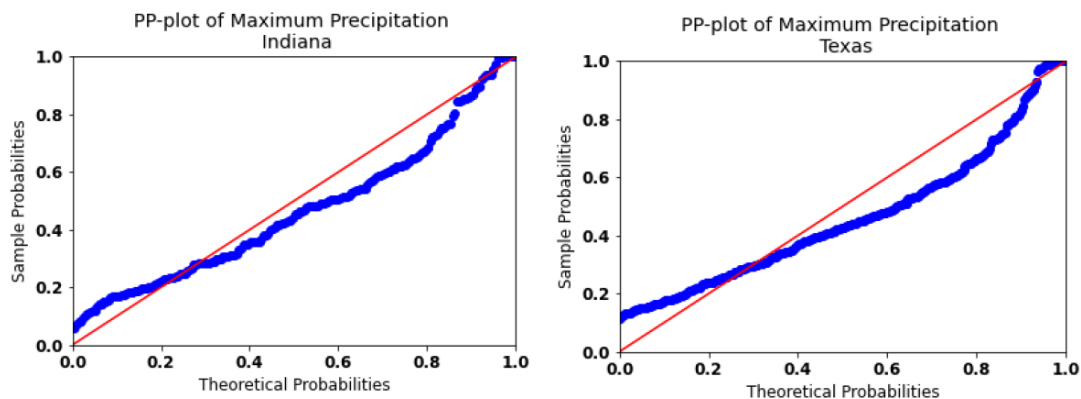 PP-plot of Maximum Precipitation
Indiana
1.0
0.8
0.6
0.4
0.2
0.0
Sample Probabilities
0.0 0.2 0.4 0.6 0.8 1.0
Theoretical Probabilities
PP-plot of Maximum Precipitation
Texas
1.0
0.8
0.6
0.4
0.2
0.0
Sample Probabilities
0.0 0.2 0.4 0.6 0.8 1.0
Theoretical Probabilities